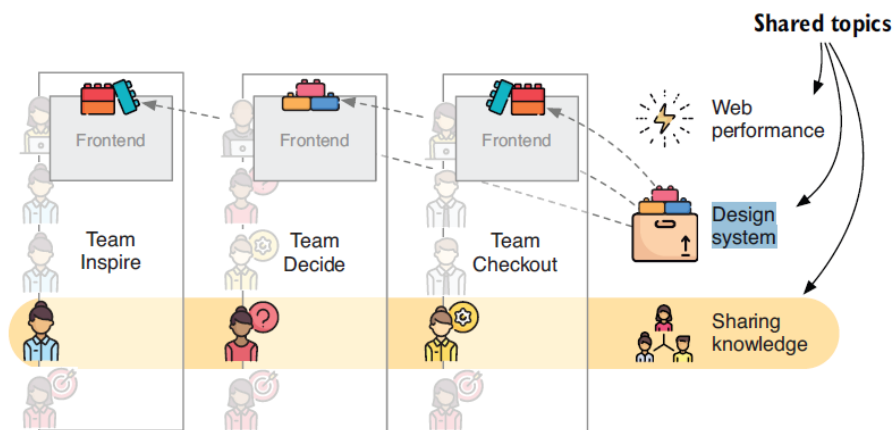 Shared topics
Frontend
Frontend
Frontend
Web
performance
Design
system
Team
Inspire
Team
Decide
Team
Checkout
?
Sharing
knowledge